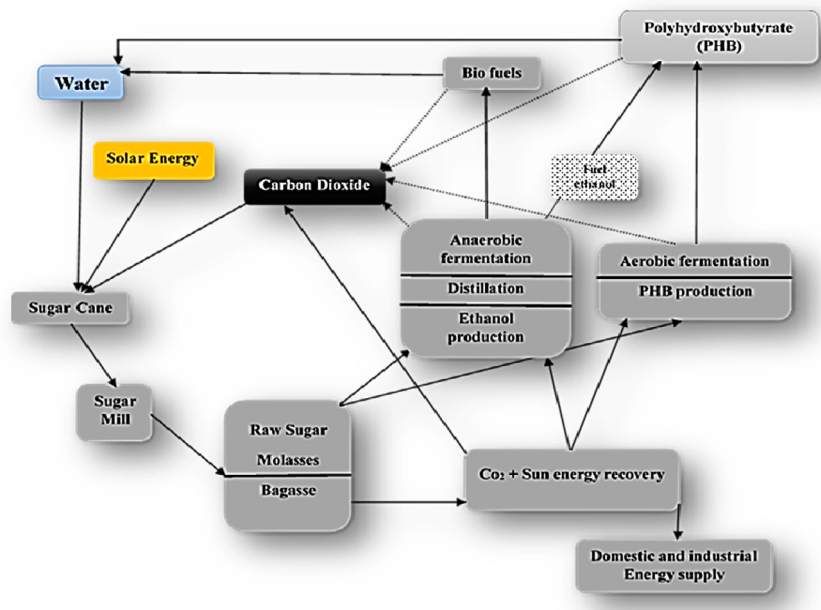 Polyhydroxybutyrate
(PHB)
Bio fuels
Water
Solar Energy
Fuel
ethanol
Carbon Dioxide
Anaerobic
fermentation
Distillation
Ethanol
production
Aerobic fermentation
PHB production
Sugar Cane
Sugar
Mill
Raw Sugar
Molasses
Bagasse
Co₂ + Sun energy recovery
Domestic and industrial
Energy supply